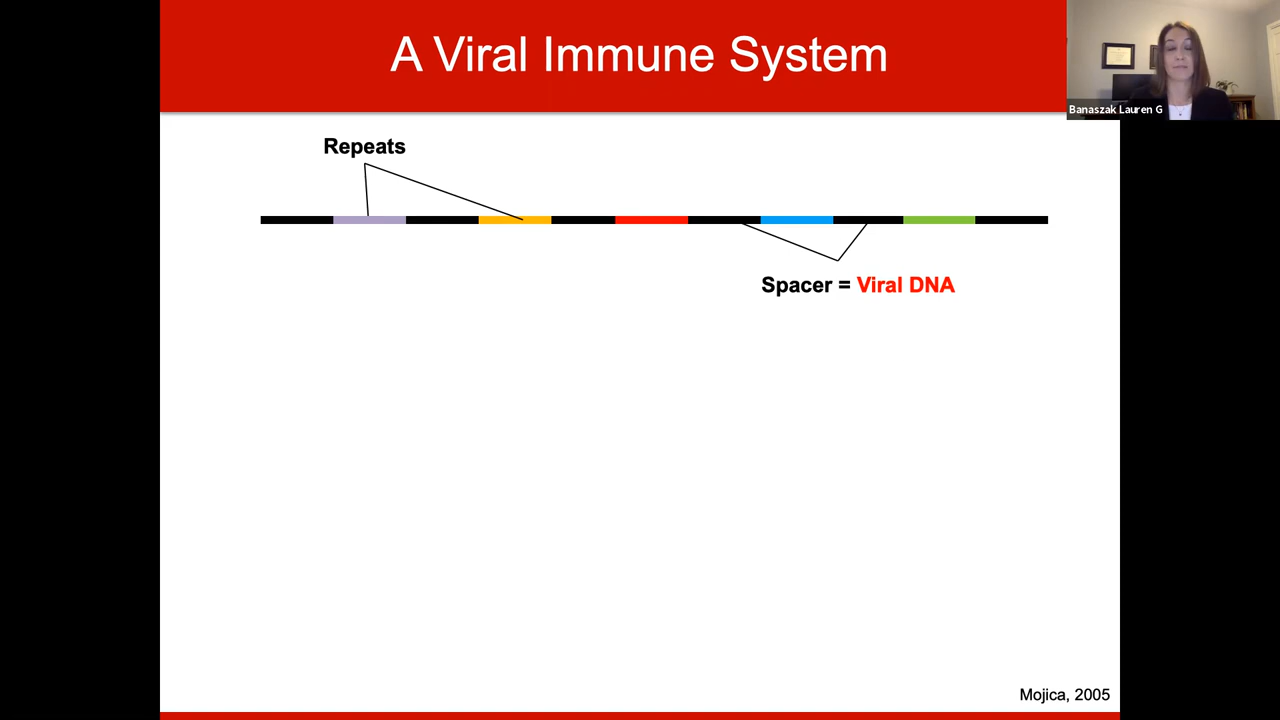 A Viral Immune System
Banaszak Lauren G
Repeats
Spacer = Viral DNA
Mojica, 2005